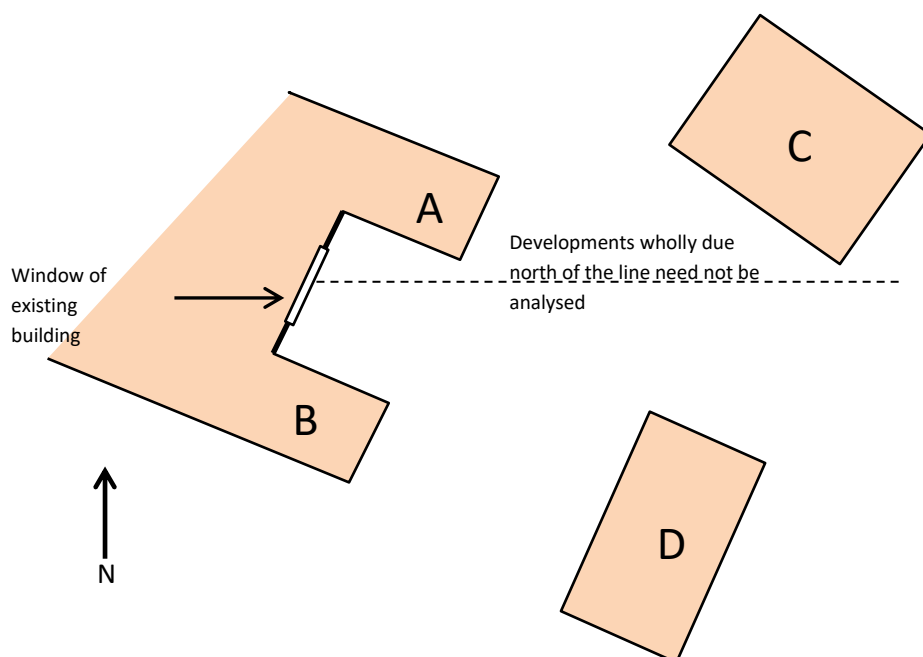 C
A
Developments wholly due
north of the line need not be
analysed
Window of
existing
building
B
N
D